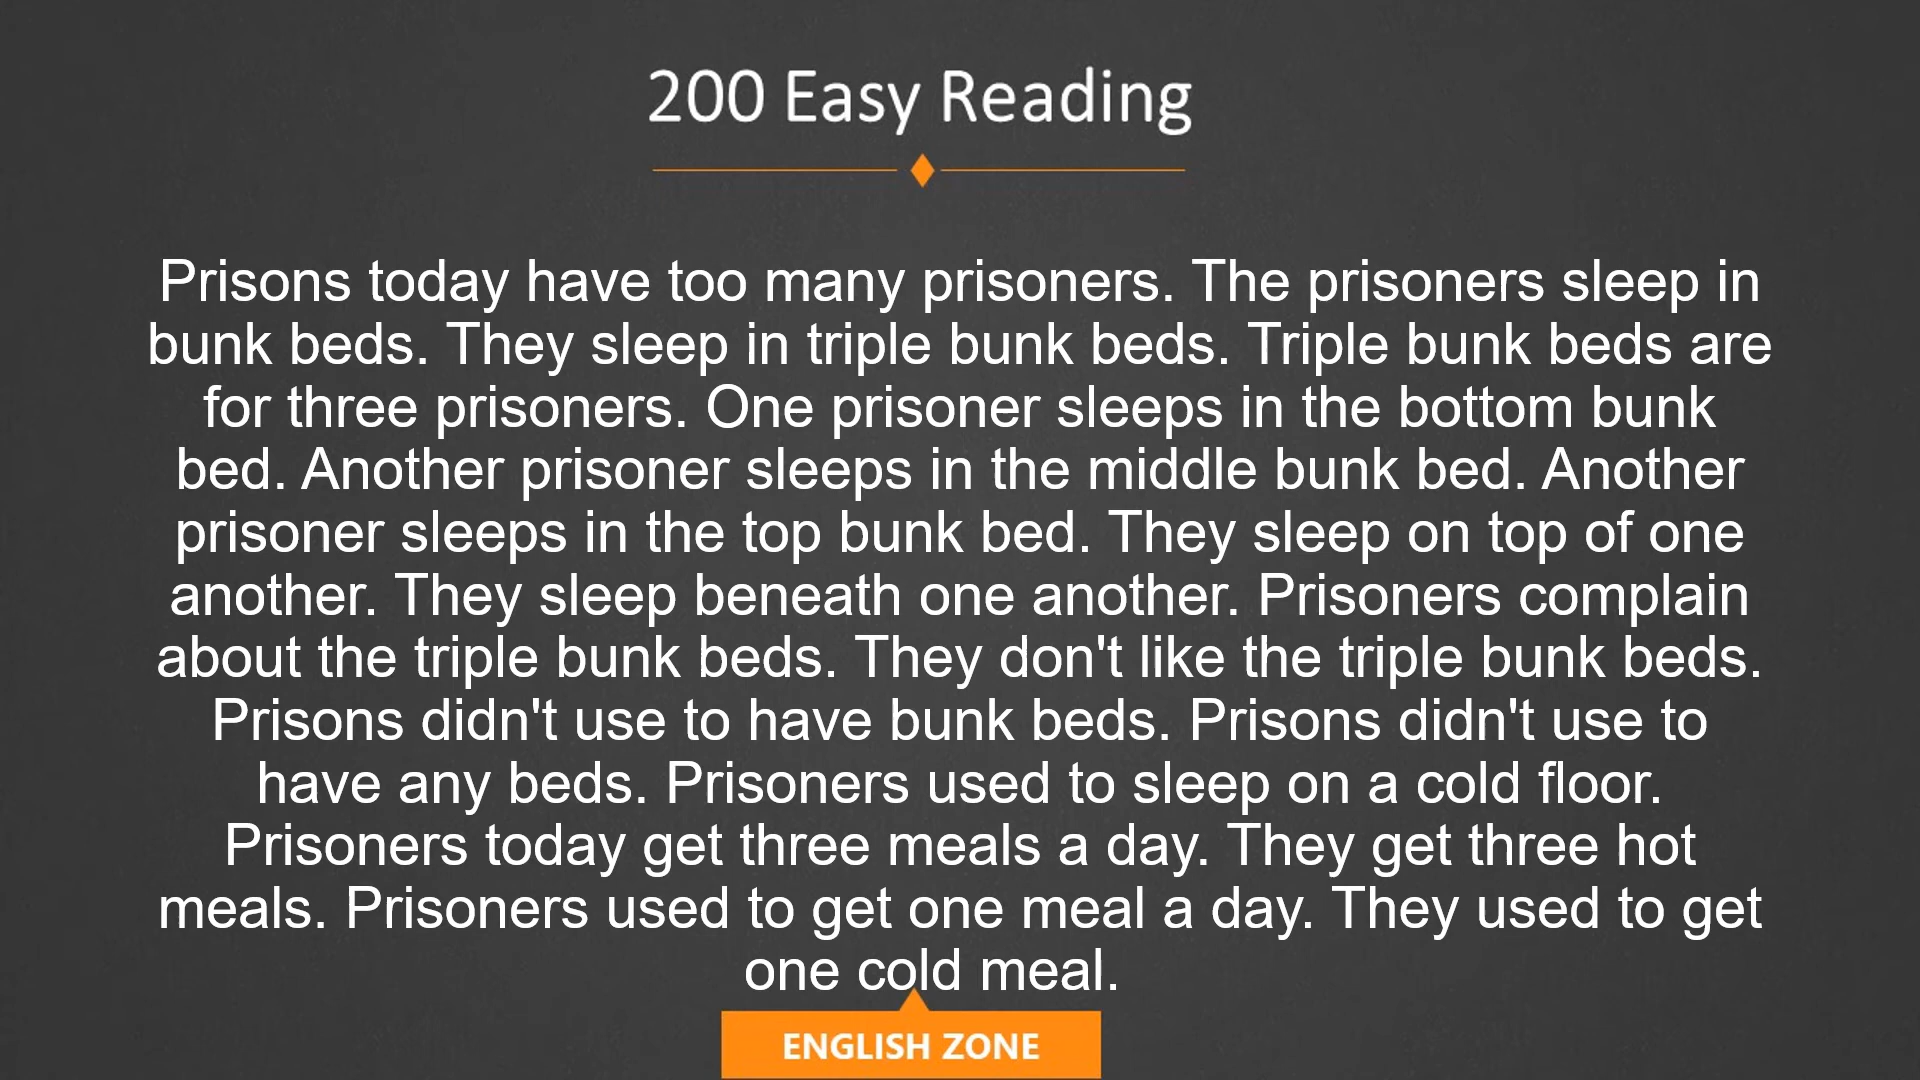 200 Easy Reading
Prisons today have too many prisoners. The prisoners sleep in
bunk beds. They sleep in triple bunk beds. Triple bunk beds are
for three prisoners. One prisoner sleeps in the bottom bunk
bed. Another prisoner sleeps in the middle bunk bed. Another
prisoner sleeps in the top bunk bed. They sleep on top of one
another. They sleep beneath one another. Prisoners complain
about the triple bunk beds. They don't like the triple bunk beds.
Prisons didn't use to have bunk beds. Prisons didn't use to
have any beds. Prisoners used to sleep on a cold floor.
Prisoners today get three meals a day. They get three hot
meals. Prisoners used to get one meal a day. They used to get
one cold meal.
ENGLISH ZONE